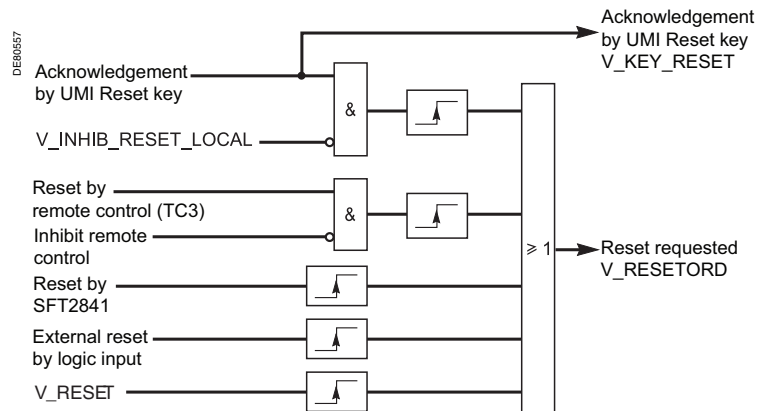 DE80557
Acknowledgement
by UMI Reset key
V_KEY_RESET
Acknowledgement
by UMI Reset key
&
V_INHIB_RESET_LOCAL
Reset by
remote control (TC3)
&
Inhibit remote
control
⩾ 1
Reset requested
V_RESETORD
Reset by
SFT2841
External reset
by logic input
V_RESET